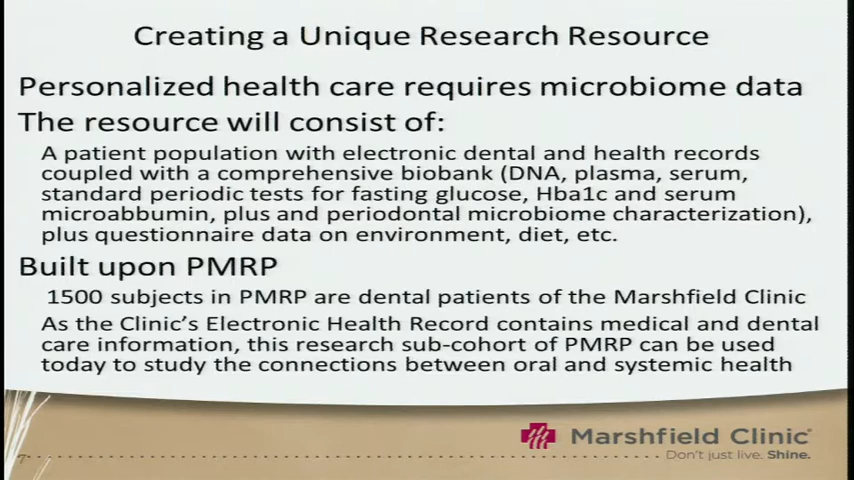 Creating a Unique Research Resource
Personalized health care requires microbiome data
The resource will consist of:
A patient population with electronic dental and health records
coupled with a comprehensive biobank (DNA, plasma, serum,
standard periodic tests for fasting glucose, Hba1c and serum
microabbumin, plus and periodontal microbiome characterization),
plus questionnaire data on environment, diet, etc.
Built upon PMRP
1500 subjects in PMRP are dental patients of the Marshfield Clinic
As the Clinic's Electronic Health Record contains medical and dental
care information, this research sub-cohort of PMRP can be used
today to study the connections between oral and systemic health
Marshfield Clinic®
Don't just live. Shine.
7